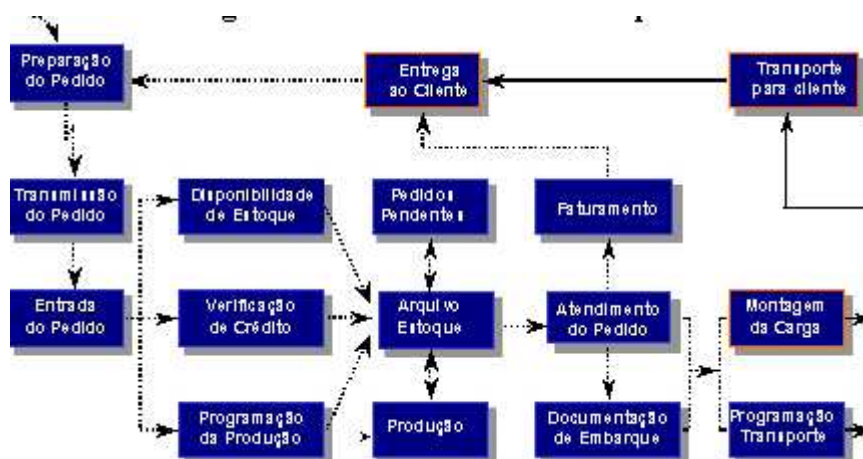 Preparação
do Pedido
Entrega
ao Cliente
Transporte
para cliente
Transmissão
do Pedido
Disponibilidade
de Estoque
Pedidos
Pendentes
Faturamento
Entrada
do Pedido
Verificação
de Crédito
Arquivo
Estoque
Atendimento
do Pedido
Montagem
da Carga
Programação
da Produção
Produção
Documentação
de Embarque
Programação
Transporte